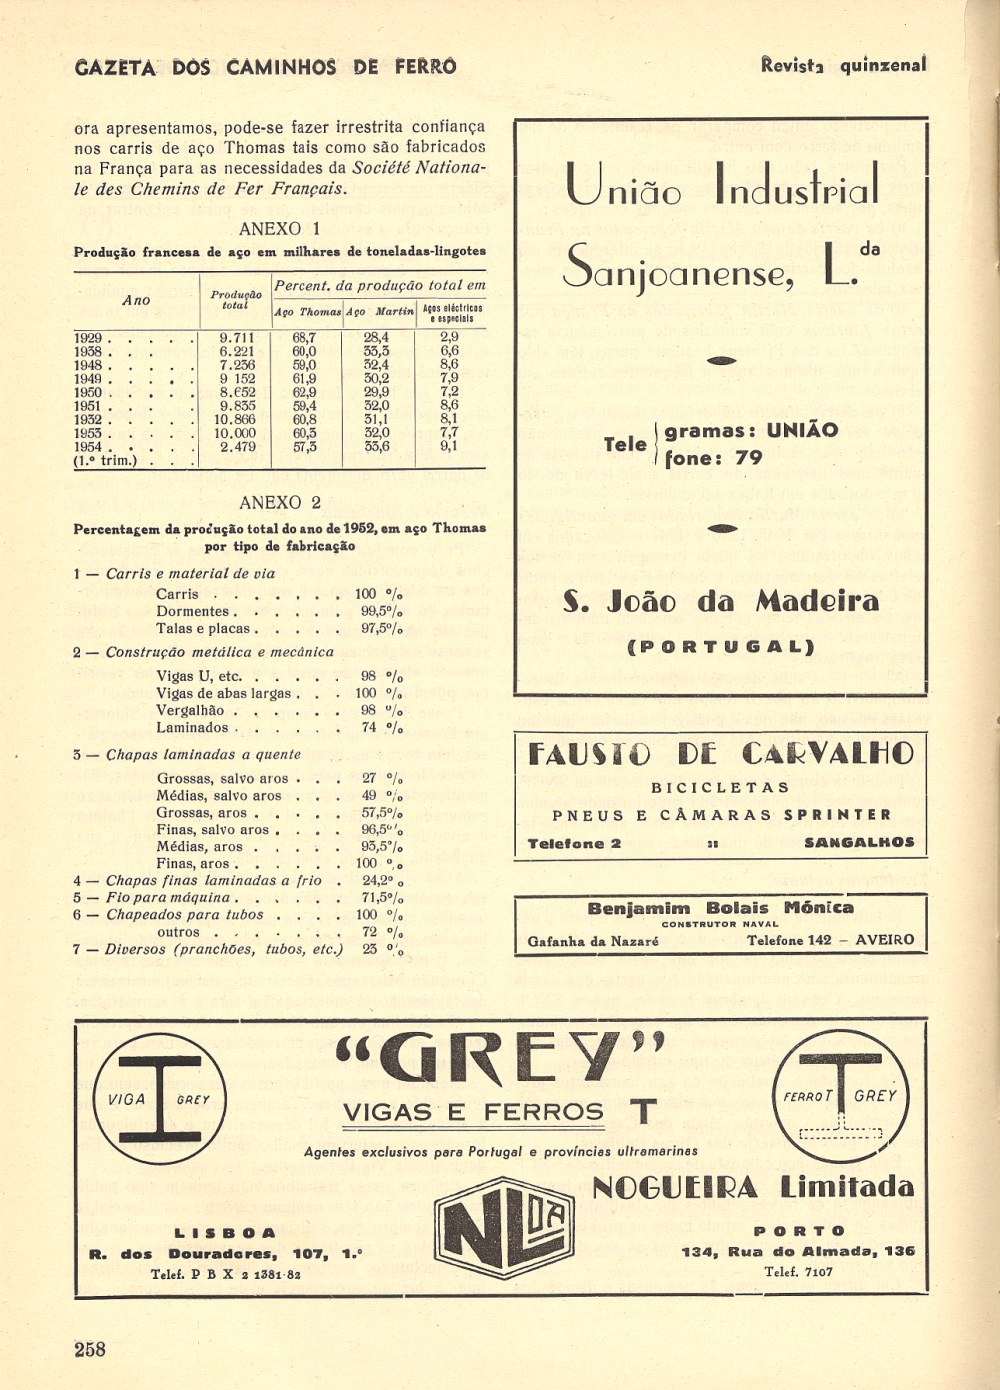 GAZETA DOS CAMINHOS DE FERRO
Revista quinzenal
ora apresentamos, pode-se fazer irrestrita confiança
nos carris de aço Thomas tais como são fabricados
na França para as necessidades da Société Nationa-
le des Chemins de Fer Français.
ANEXO 1
Produção francesa de aço em milhares de toneladas-lingotes
Ano | Produção total | Percent. da produção total em
Aço Thomas | Aço Martin | Aços eléctricos e especiais
1929 . . . . . 9.711 68,7 28,4 2,9
1938 . . . . . 6.221 60,0 33,3 6,6
1948 . . . . . 7.236 59,0 32,4 8,6
1949 . . . . . 9 152 61,9 30,2 7,9
1950 . . . . . 8.652 62,9 29,9 7,2
1951 . . . . 9.835 59,4 32,0 8,6
1952 . . . . . 10.866 60,8 31,1 8,1
1953 . . . . . 10.000 60,3 32,0 7,7
1954 . . . . . 2.479 57,3 33,6 9,1
(1.º trim.) . . .
ANEXO 2
Percentagem da produção total do ano de 1952, em aço Thomas
por tipo de fabricação
1 — Carris e material de via
Carris . . . . . . . 100 %
Dormentes . . . . . . 99,5%
Talas e placas . . . . . 97,5%
2 — Construção metálica e mecânica
Vigas U, etc. . . . . . 98 %
Vigas de abas largas . . . 100 %
Vergalhão . . . . . . 98 %
Laminados . . . . . . 74 %
3 — Chapas laminadas a quente
Grossas, salvo aros . . . 27 %
Médias, salvo aros . . . 49 %
Grossas, aros . . . . . 57,5%
Finas, salvo aros . . . . 96,5%
Médias, aros . . . . . 93,5%
Finas, aros . . . . . . 100 %
4 — Chapas finas laminadas a frio . 24,2%
5 — Fio para máquina . . . . . . 71,5%
6 — Chapeados para tubos . . . . 100 %
outros . . . . . . . 72 %
7 — Diversos (pranchões, tubos, etc.) 23 %
União Industrial
Sanjoanense, L.da
Tele gramas: UNIÃO
fone: 79
S. João da Madeira
(PORTUGAL)
FAUSTO DE CARVALHO
BICICLETAS
PNEUS E CÂMARAS SPRINTER
Telefone 2 :: SANGALHOS
Benjamim Bolais Mónica
CONSTRUTOR NAVAL
Gafanha da Nazaré Telefone 142 – AVEIRO
"GREY"
VIGA GREY
VIGAS E FERROS T
FERRO T GREY
Agentes exclusivos para Portugal e províncias ultramarinas
NLDA
NOGUEIRA Limitada
LISBOA
R. dos Douradores, 107, 1.º
Telef. P B X 2 1381-82
PORTO
134, Rua do Almada, 136
Telef. 7107
258